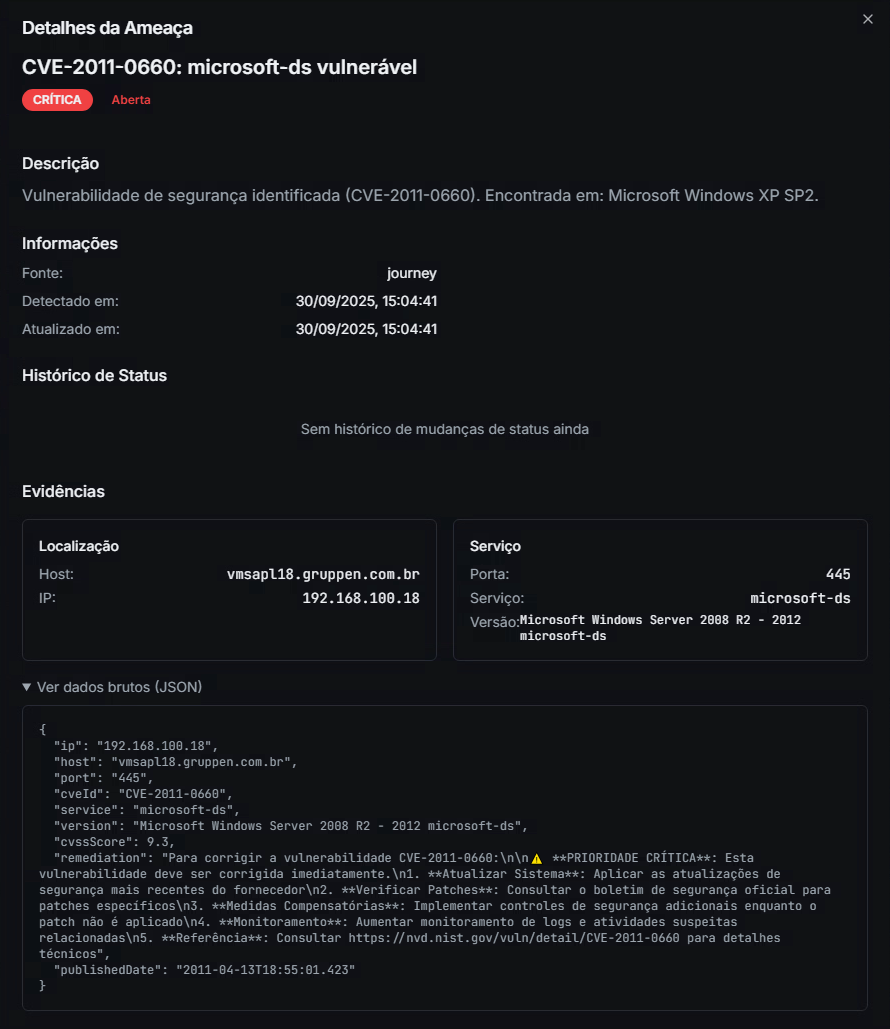 Detalhes da Ameaça
CVE-2011-0660: microsoft-ds vulnerável
CRÍTICA Aberta
Descrição
Vulnerabilidade de segurança identificada (CVE-2011-0660). Encontrada em: Microsoft Windows XP SP2.
Informações
Fonte: journey
Detectado em: 30/09/2025, 15:04:41
Atualizado em: 30/09/2025, 15:04:41
Histórico de Status
Sem histórico de mudanças de status ainda
Evidências
Localização
Host: vmsapl18.gruppen.com.br
IP: 192.168.100.18
Serviço
Porta: 445
Serviço: microsoft-ds
Versão: Microsoft Windows Server 2008 R2 - 2012
microsoft-ds
▼ Ver dados brutos (JSON)
{
"ip": "192.168.100.18",
"host": "vmsapl18.gruppen.com.br",
"port": "445",
"cveId": "CVE-2011-0660",
"service": "microsoft-ds",
"version": "Microsoft Windows Server 2008 R2 - 2012 microsoft-ds",
"cvssScore": 9.3,
"remediation": "Para corrigir a vulnerabilidade CVE-2011-0660:\n\n⚠️ **PRIORIDADE CRÍTICA**: Esta
vulnerabilidade deve ser corrigida imediatamente.\n1. **Atualizar Sistema**: Aplicar as atualizações de
segurança mais recentes do fornecedor\n2. **Verificar Patches**: Consultar o boletim de segurança oficial para
patches específicos\n3. **Medidas Compensatórias**: Implementar controles de segurança adicionais enquanto o
patch não é aplicado\n4. **Monitoramento**: Aumentar monitoramento de logs e atividades suspeitas
relacionadas\n5. **Referência**: Consultar https://nvd.nist.gov/vuln/detail/CVE-2011-0660 para detalhes
técnicos",
"publishedDate": "2011-04-13T18:55:01.423"
}